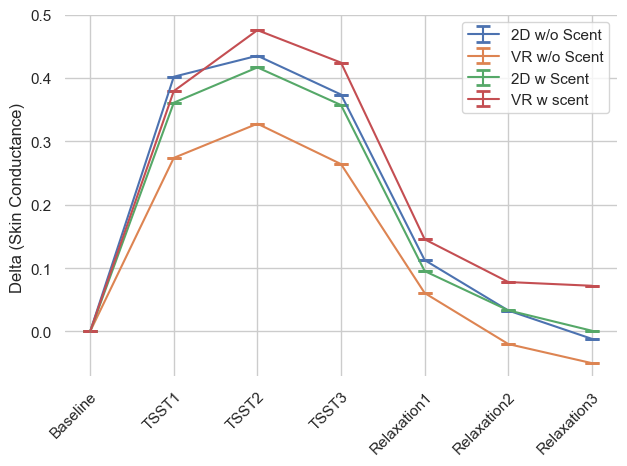 0.5
0.4
0.3
0.2
0.1
0.0
Delta (Skin Conductance)
2D w/o Scent
VR w/o Scent
2D w Scent
VR w scent
Baseline
TSST1
TSST2
TSST3
Relaxation1
Relaxation2
Relaxation3